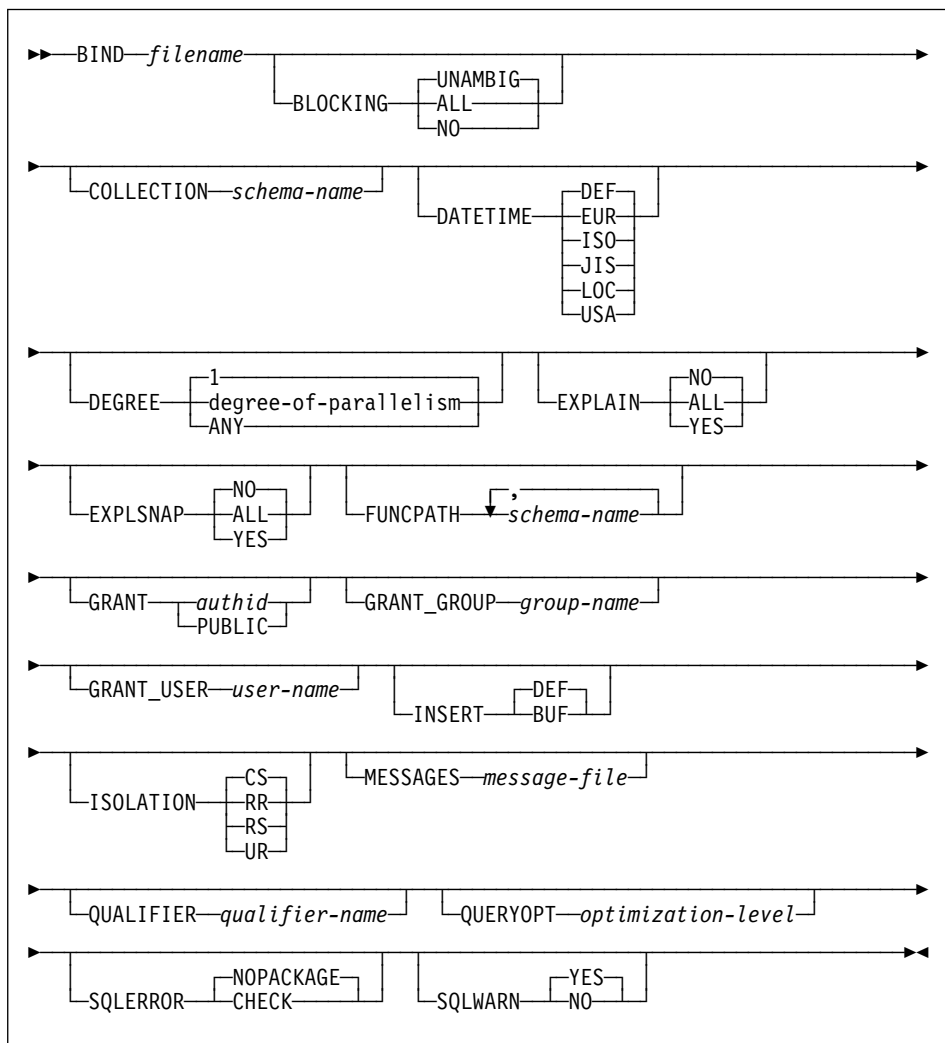 BIND filename
UNAMBIG
BLOCKING ALL
NO
COLLECTION schema-name DEF
DATETIME EUR
ISO
JIS
LOC
USA
1 NO
DEGREE degree-of-parallelism EXPLAIN ALL
ANY YES
NO ,
EXPLSNAP ALL FUNCPATH schema-name
YES
GRANT authid GRANT_GROUP group-name
PUBLIC
GRANT_USER user-name DEF
INSERT BUF
CS MESSAGES message-file
ISOLATION RR
RS
UR
QUALIFIER qualifier-name QUERYOPT optimization-level
NOPACKAGE YES
SQLERROR CHECK SQLWARN NO